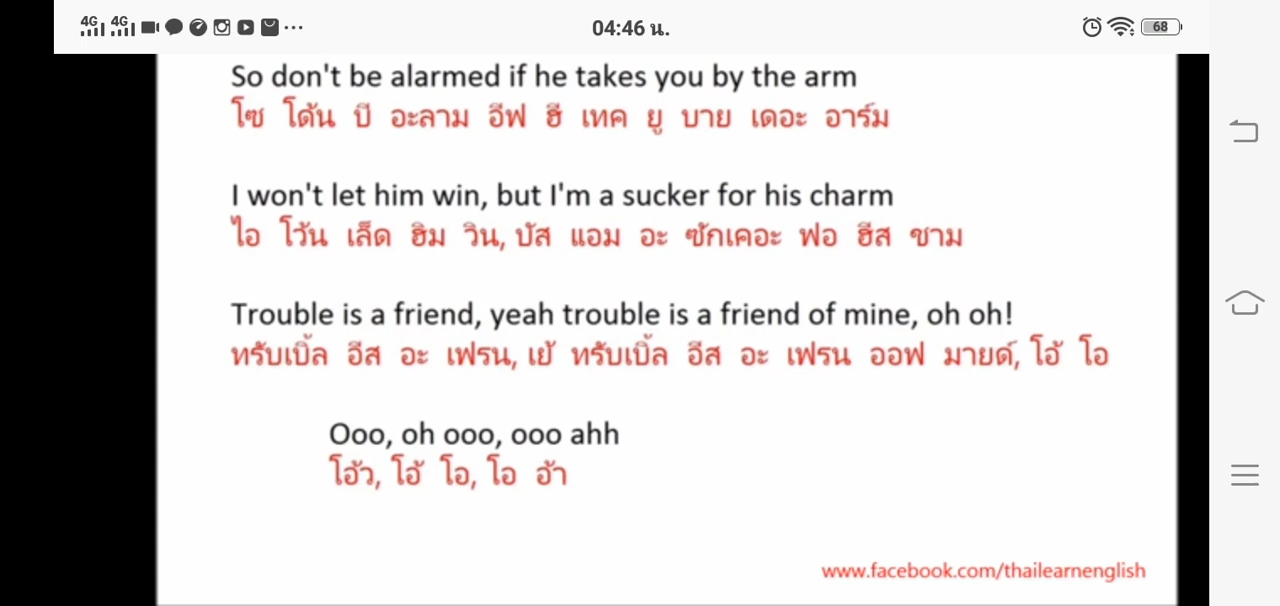 4G 4G 04:46 น. 68
So don't be alarmed if he takes you by the arm
โซ โด้น บี อะลาม อีฟ ฮี เทค ยู บาย เดอะ อาร์ม
I won't let him win, but I'm a sucker for his charm
ไอ โว้น เล็ด ฮิม วิน, บัส แอม อะ ซักเคอะ ฟอ ฮีส ชาม
Trouble is a friend, yeah trouble is a friend of mine, oh oh!
ทรับเบิ้ล อีส อะ เฟรน, เย้ ทรับเบิ้ล อีส อะ เฟรน ออฟ มายด์, โอ้ โอ
Ooo, oh ooo, ooo ahh
โอ้ว, โอ้ โอ, โอ อ้า
www.facebook.com/thailearnenglish